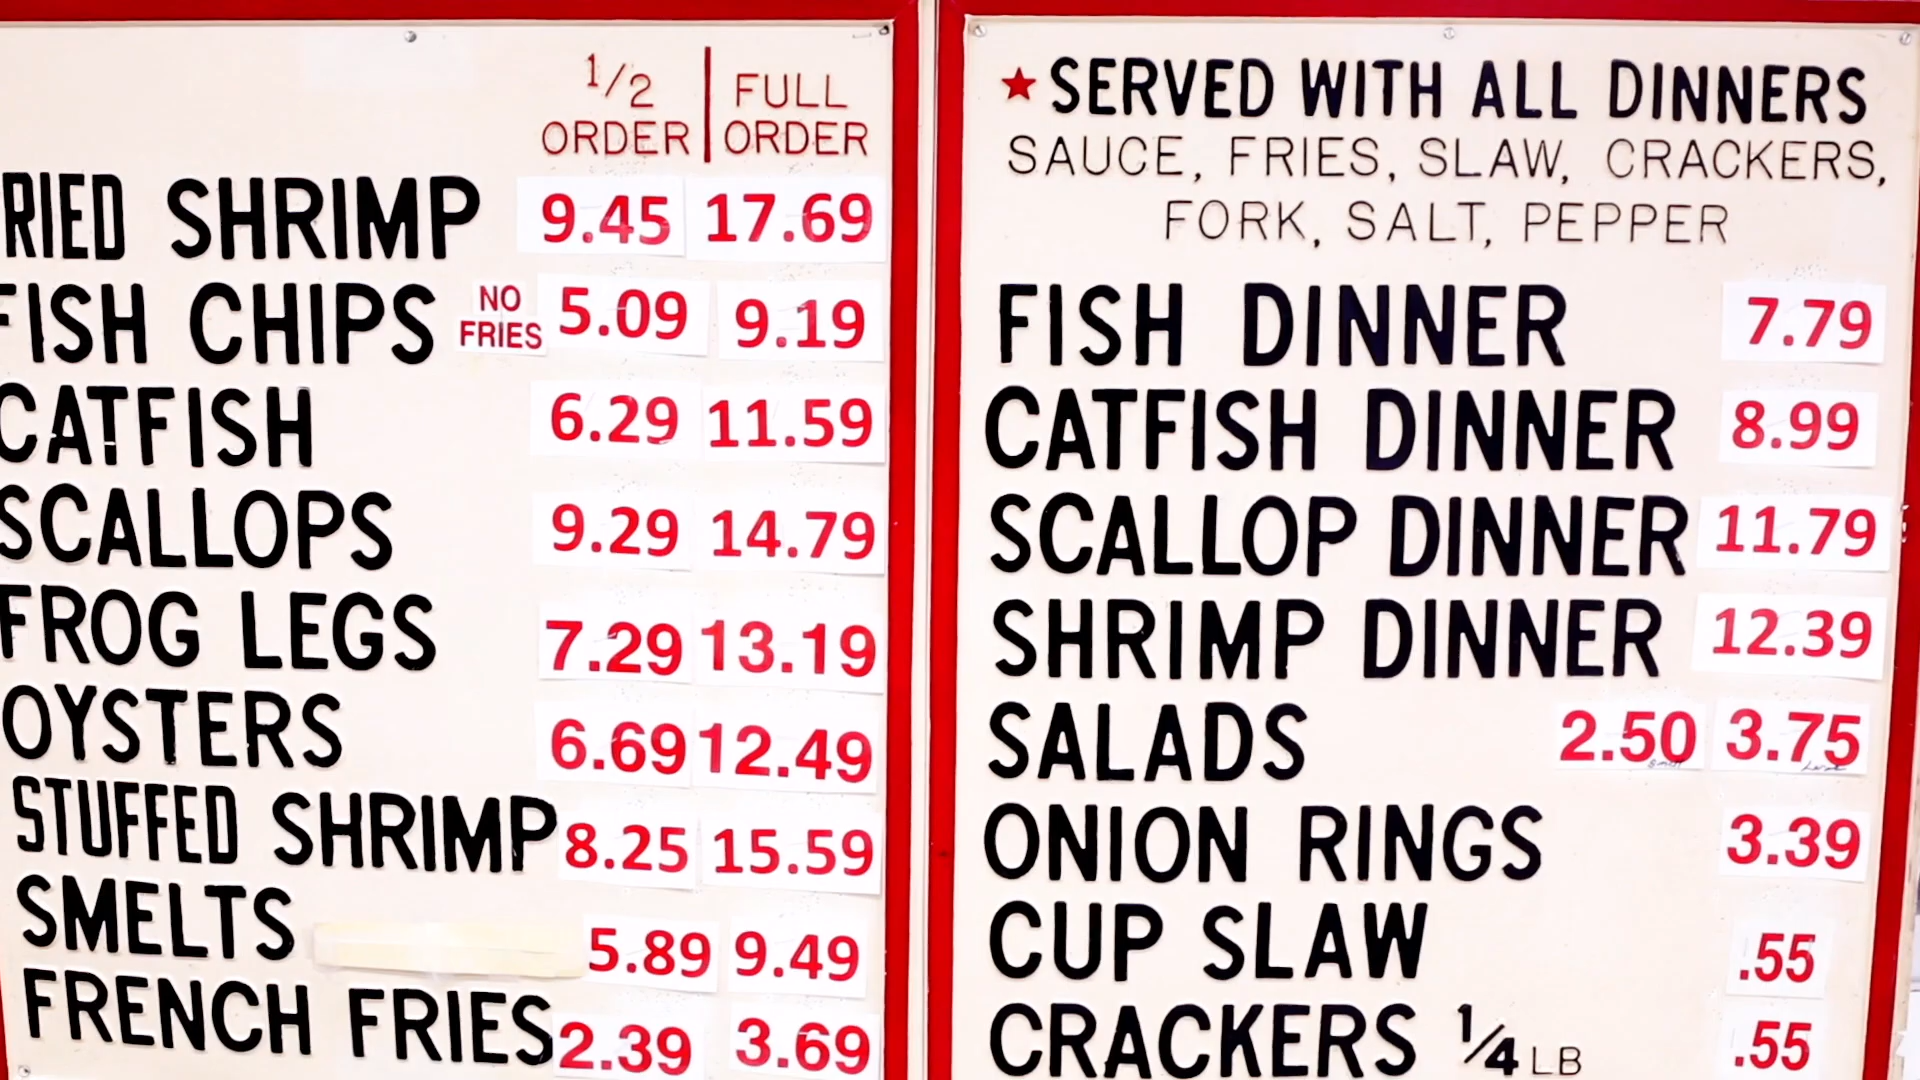 1/2 | FULL
ORDER | ORDER
RIED SHRIMP 9.45 17.69
FISH CHIPS NO FRIES 5.09 9.19
CATFISH 6.29 11.59
SCALLOPS 9.29 14.79
FROG LEGS 7.29 13.19
OYSTERS 6.69 12.49
STUFFED SHRIMP 8.25 15.59
SMELTS 5.89 9.49
FRENCH FRIES 2.39 3.69
★ SERVED WITH ALL DINNERS
SAUCE, FRIES, SLAW, CRACKERS,
FORK, SALT, PEPPER
FISH DINNER 7.79
CATFISH DINNER 8.99
SCALLOP DINNER 11.79
SHRIMP DINNER 12.39
SALADS 2.50 3.75
ONION RINGS 3.39
CUP SLAW .55
CRACKERS 1/4 LB .55